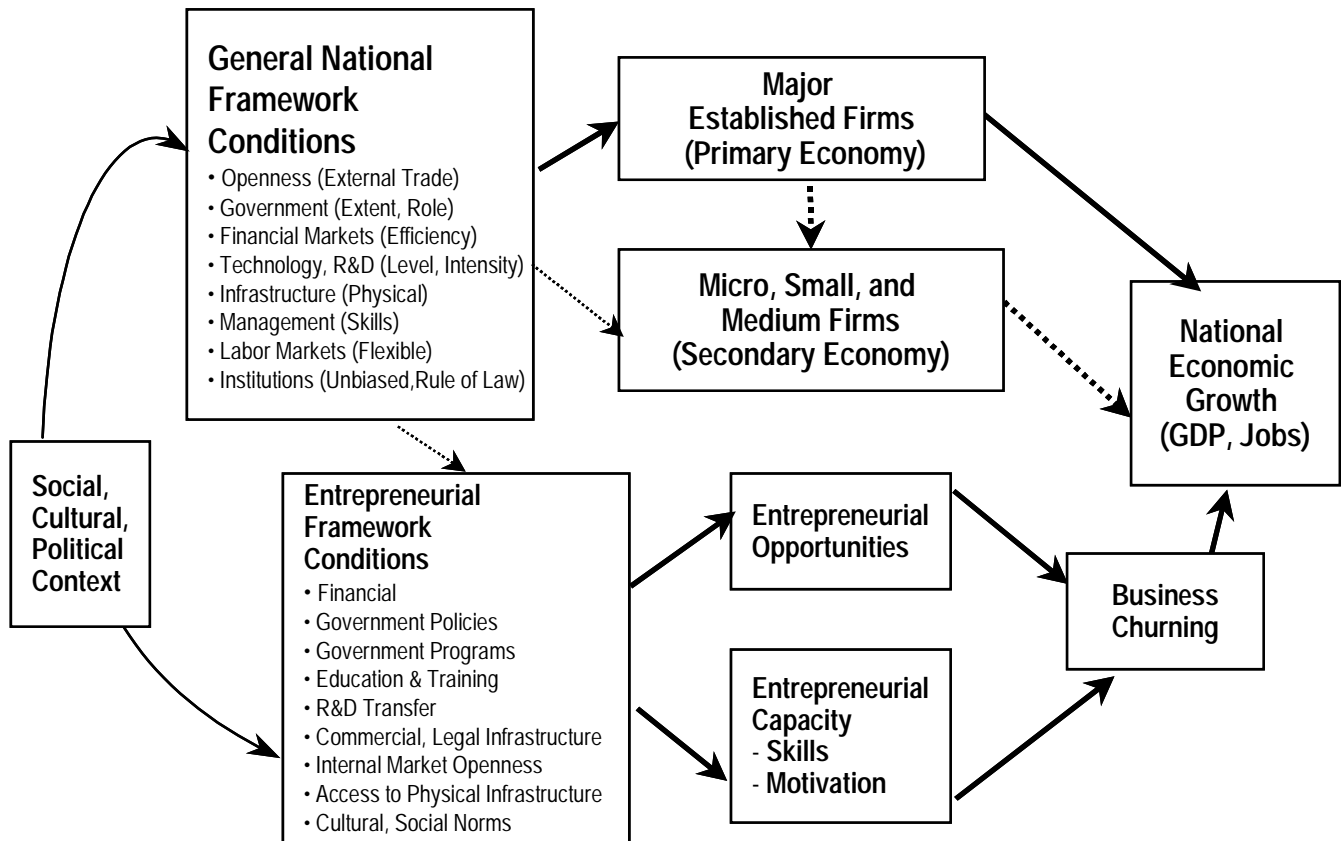 General National
Framework
Conditions
• Openness (External Trade)
• Government (Extent, Role)
• Financial Markets (Efficiency)
• Technology, R&D (Level, Intensity)
• Infrastructure (Physical)
• Management (Skills)
• Labor Markets (Flexible)
• Institutions (Unbiased,Rule of Law)
Major
Established Firms
(Primary Economy)
Micro, Small, and
Medium Firms
(Secondary Economy)
National
Economic
Growth
(GDP, Jobs)
Social,
Cultural,
Political
Context
Entrepreneurial
Framework
Conditions
• Financial
• Government Policies
• Government Programs
• Education & Training
• R&D Transfer
• Commercial, Legal Infrastructure
• Internal Market Openness
• Access to Physical Infrastructure
• Cultural, Social Norms
Entrepreneurial
Opportunities
Entrepreneurial
Capacity
- Skills
- Motivation
Business
Churning